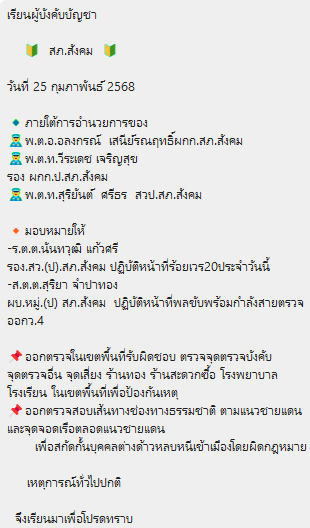 เรียนผู้บังคับบัญชา
🔰 สภ.สังคม 🔰
วันที่ 25 กุมภาพันธ์ 2568
🔹ภายใต้การอำนวยการของ
👮‍♂️พ.ต.อ.อลงกรณ์ เสนีย์รณฤทธิ์ผกก.สภ.สังคม
👮‍♂️พ.ต.ท.วีระเดช เจริญสุข
รอง ผกก.ป.สภ.สังคม
👮‍♂️พ.ต.ท.สุริยันต์ ศรีธร สวป.สภ.สังคม
🔸มอบหมายให้
-ร.ต.ต.นันทวุฒิ แก้วศรี
รอง.สว.(ป).สภ.สังคม ปฏิบัติหน้าที่ร้อยเวร20ประจำวันนี้
-ส.ต.ต.สุริยา จำปาทอง
ผบ.หมู่.(ป) สภ.สังคม ปฏิบัติหน้าที่พลขับพร้อมกำลังสายตรวจ
ออกว.4
📌ออกตรวจในเขตพื้นที่รับผิดชอบ ตรวจจุดตรวจบังคับ
จุดตรวจอื่น จุดเสี่ยง ร้านทอง ร้านสะดวกซื้อ โรงพยาบาล
โรงเรียน ในเขตพื้นที่เพื่อป้องกันเหตุ
📌ออกตรวจสอบเส้นทางช่องทางธรรมชาติ ตามแนวชายแดน
และจุดจอดเรือตลอดแนวชายแดน
เพื่อสกัดกั้นบุคคลต่างด้าวหลบหนีเข้าเมืองโดยผิดกฎหมาย
เหตุการณ์ทั่วไปปกติ
จึงเรียนมาเพื่อโปรดทราบ